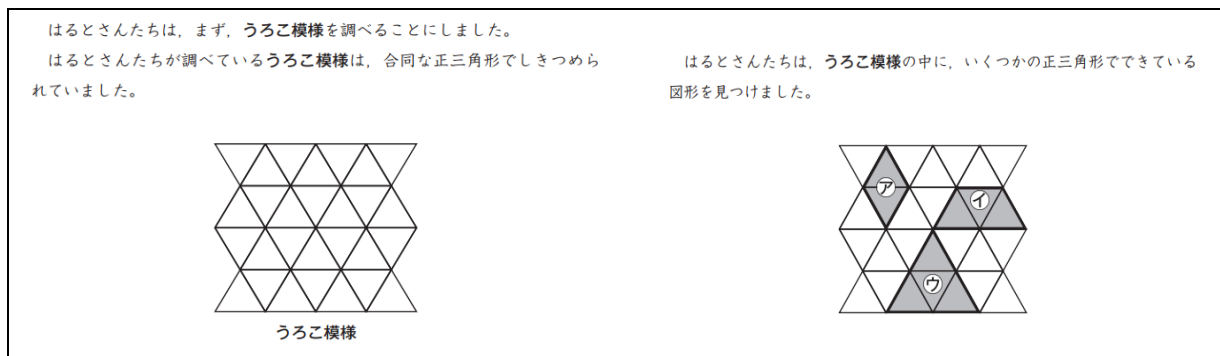 はるとさんたちは，まず，うろこ模様を調べることにしました。
はるとさんたちが調べているうろこ模様は，合同な正三角形でしきつめら
れていました。
うろこ模様
はるとさんたちは，うろこ模様の中に，いくつかの正三角形でできている
図形を見つけました。
ア
イ
ウ